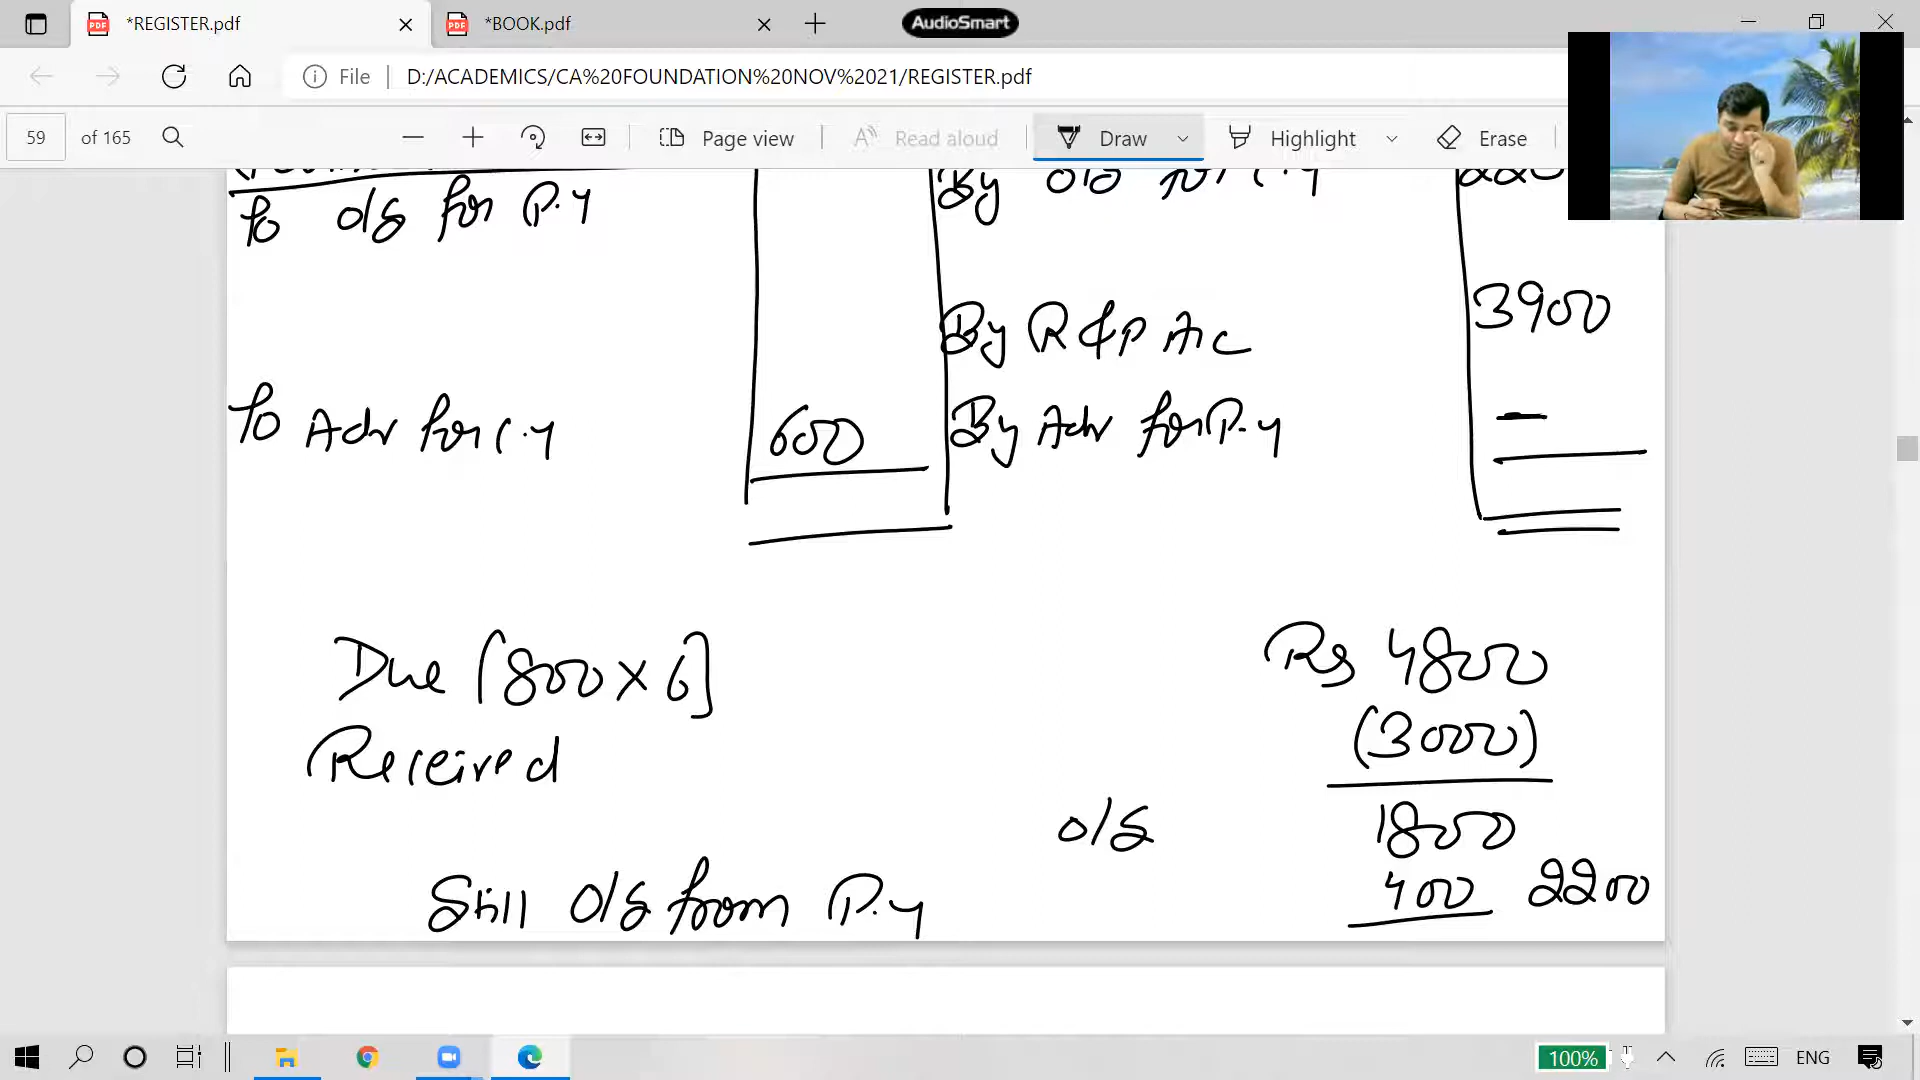 *REGISTER.pdf
*BOOK.pdf
AudioSmart
File
D:/ACADEMICS/CA%20FOUNDATION%20NOV%2021/REGISTER.pdf
59 of 165
Page view
Read aloud
Draw
Highlight
Erase
To o/s for P.Y
By o/s for C.Y
By R&P A/c 3900
To Adv for C.Y 600 By Adv for P.Y —
Due [800 x 6] Rs 4800
Received (3000)
o/s 1800
Still o/s from P.Y 400 2200
100%
ENG